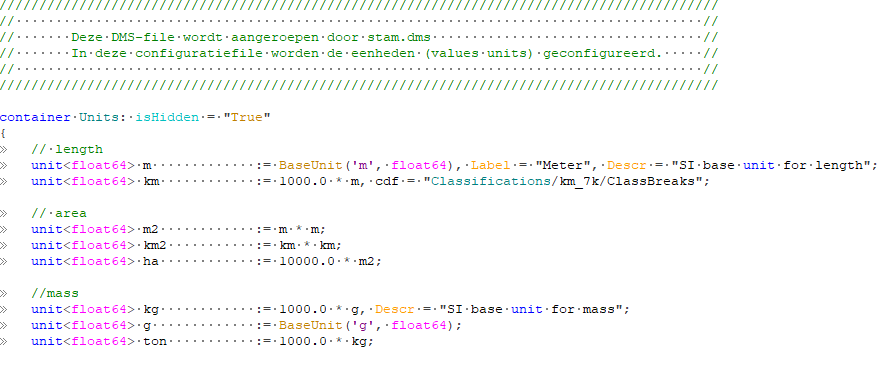 //////////////////////////////////////////////////////////////////////////////////////////
// //
// Deze DMS-file wordt aangeroepen door stam.dms //
// In deze configuratiefile worden de eenheden (values units) geconfigureerd. //
// //
//////////////////////////////////////////////////////////////////////////////////////////
container Units: isHidden = "True"
{
// length
unit<float64> m := BaseUnit('m', float64), Label = "Meter", Descr = "SI base unit for length";
unit<float64> km := 1000.0 * m, cdf = "Classifications/km_7k/ClassBreaks";
// area
unit<float64> m2 := m * m;
unit<float64> km2 := km * km;
unit<float64> ha := 10000.0 * m2;
//mass
unit<float64> kg := 1000.0 * g, Descr = "SI base unit for mass";
unit<float64> g := BaseUnit('g', float64);
unit<float64> ton := 1000.0 * kg;